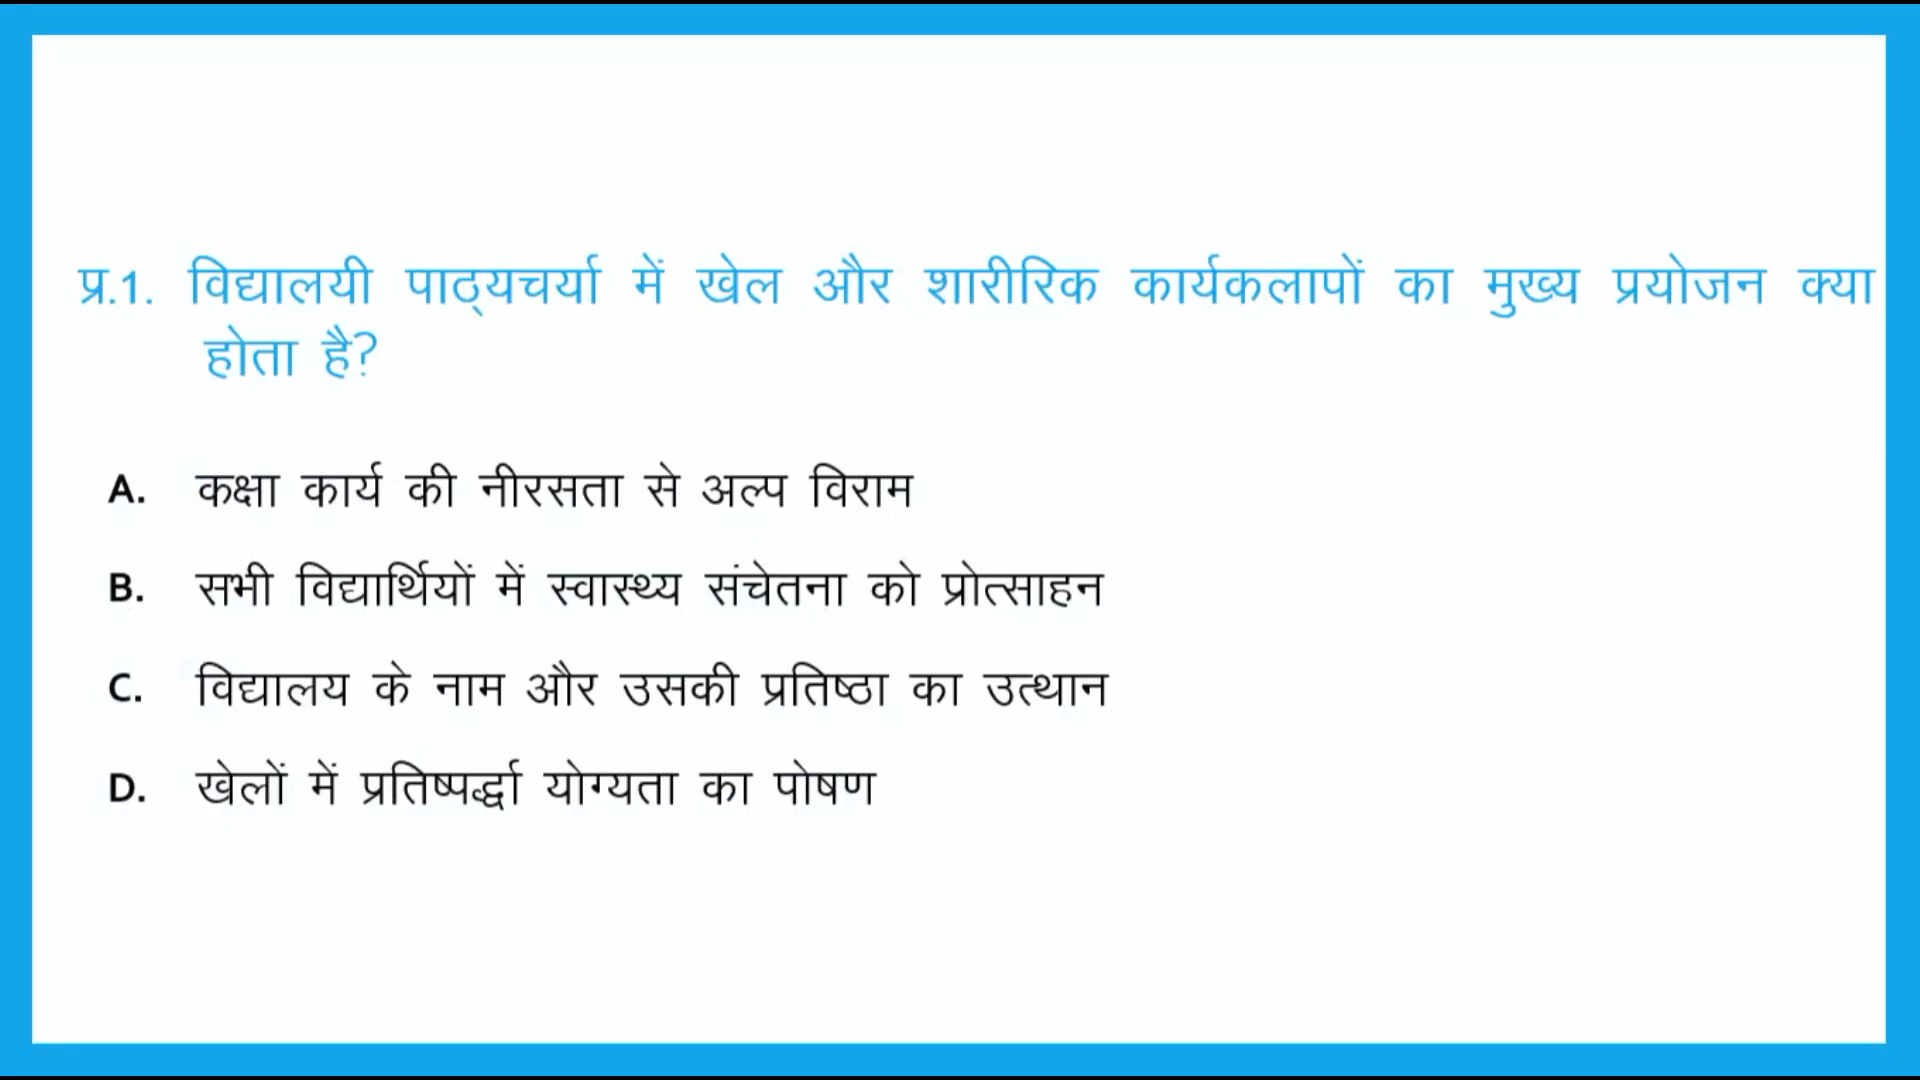 प्र.1. विद्यालयी पाठ्यचर्या में खेल और शारीरिक कार्यकलापों का मुख्य प्रयोजन क्या
होता है?
A. कक्षा कार्य की नीरसता से अल्प विराम
B. सभी विद्यार्थियों में स्वास्थ्य संचेतना को प्रोत्साहन
C. विद्यालय के नाम और उसकी प्रतिष्ठा का उत्थान
D. खेलों में प्रतिष्पर्द्धा योग्यता का पोषण